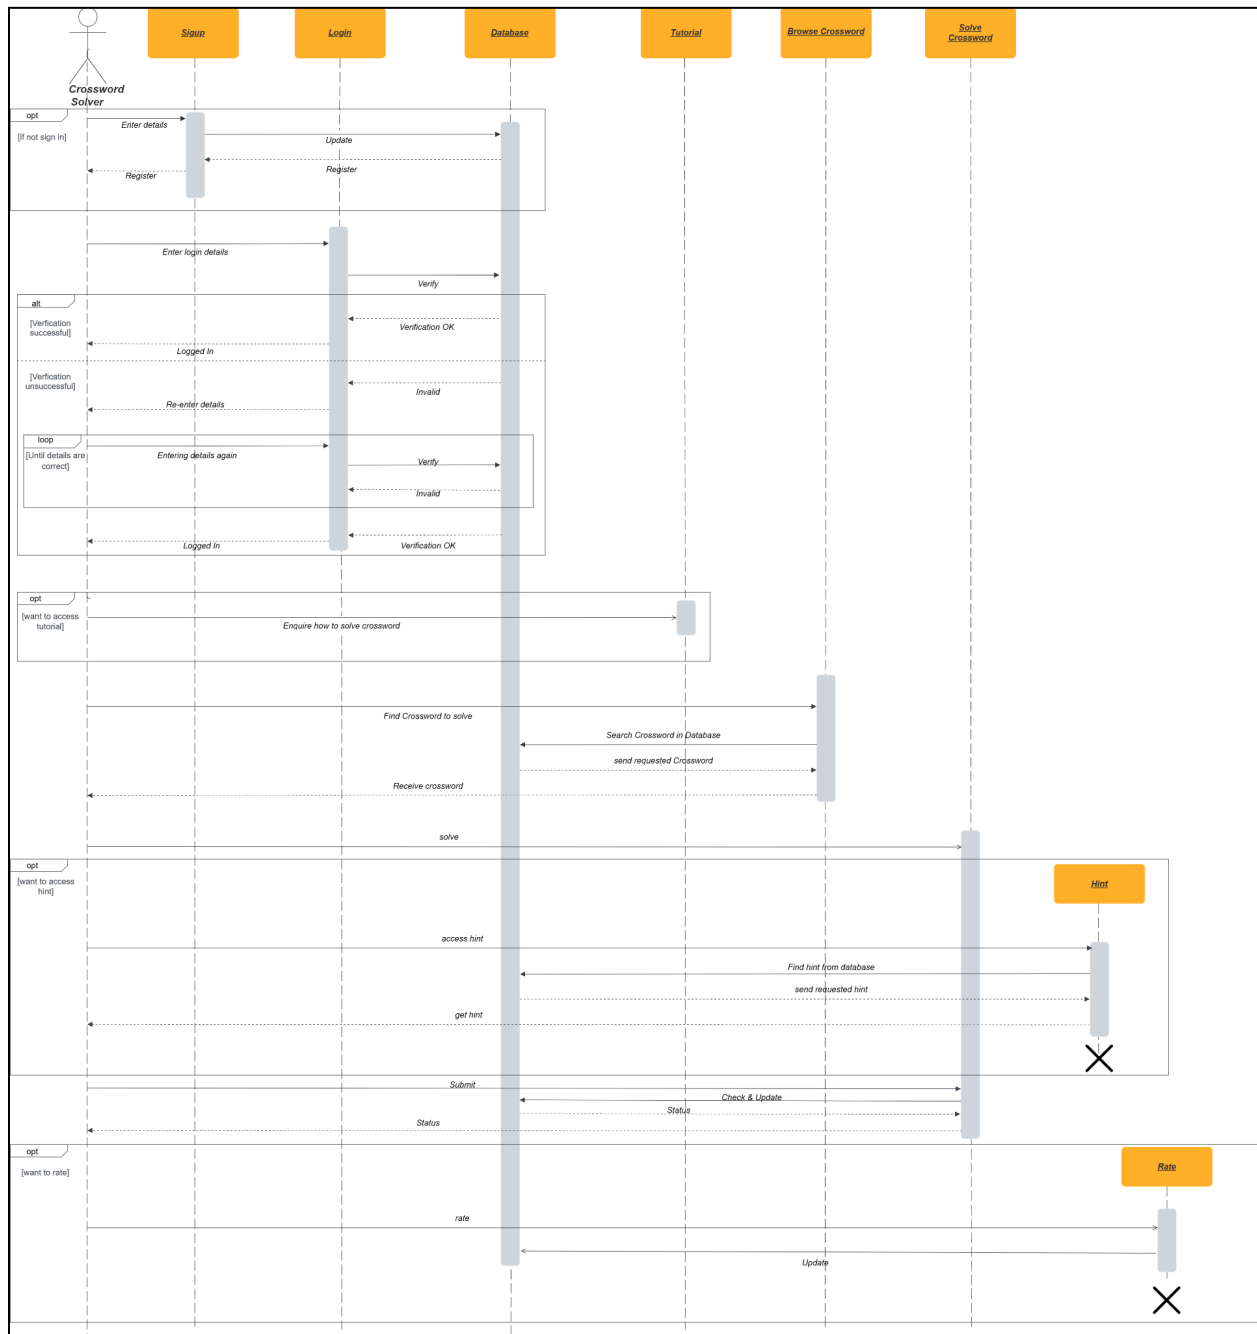 Sigup
Login
Database
Tutorial
Browse Crossword
Solve
Crossword
Crossword
Solver
opt
[if not sign in]
Enter details
Update
Register
Register
Enter login details
Verify
alt
[Verfication
successful]
Verification OK
Logged In
[Verfication
unsuccessful]
Invalid
Re-enter details
loop
[Until details are
correct]
Entering details again
Verify
Invalid
Logged In
Verification OK
opt
[want to access
tutorial]
Enquire how to solve crossword
Find Crossword to solve
Search Crossword in Database
send requested Crossword
Receive crossword
solve
opt
[want to access
hint]
Hint
access hint
Find hint from database
send requested hint
get hint
Submit
Check & Update
Status
Status
opt
[want to rate]
Rate
rate
Update